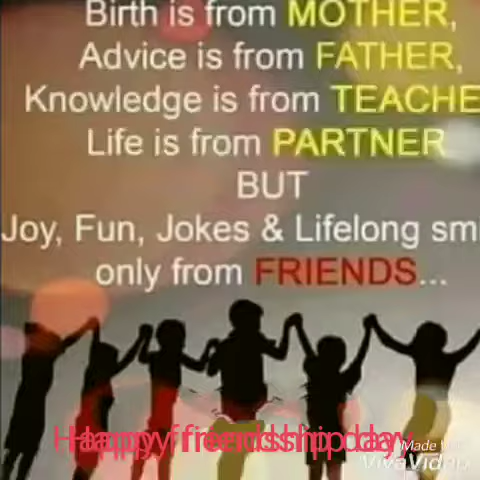 Birth is from MOTHER,
Advice is from FATHER,
Knowledge is from TEACHE
Life is from PARTNER
BUT
Joy, Fun, Jokes & Lifelong sm
only from FRIENDS...
Happy friendship day
Made W
VivaVideo